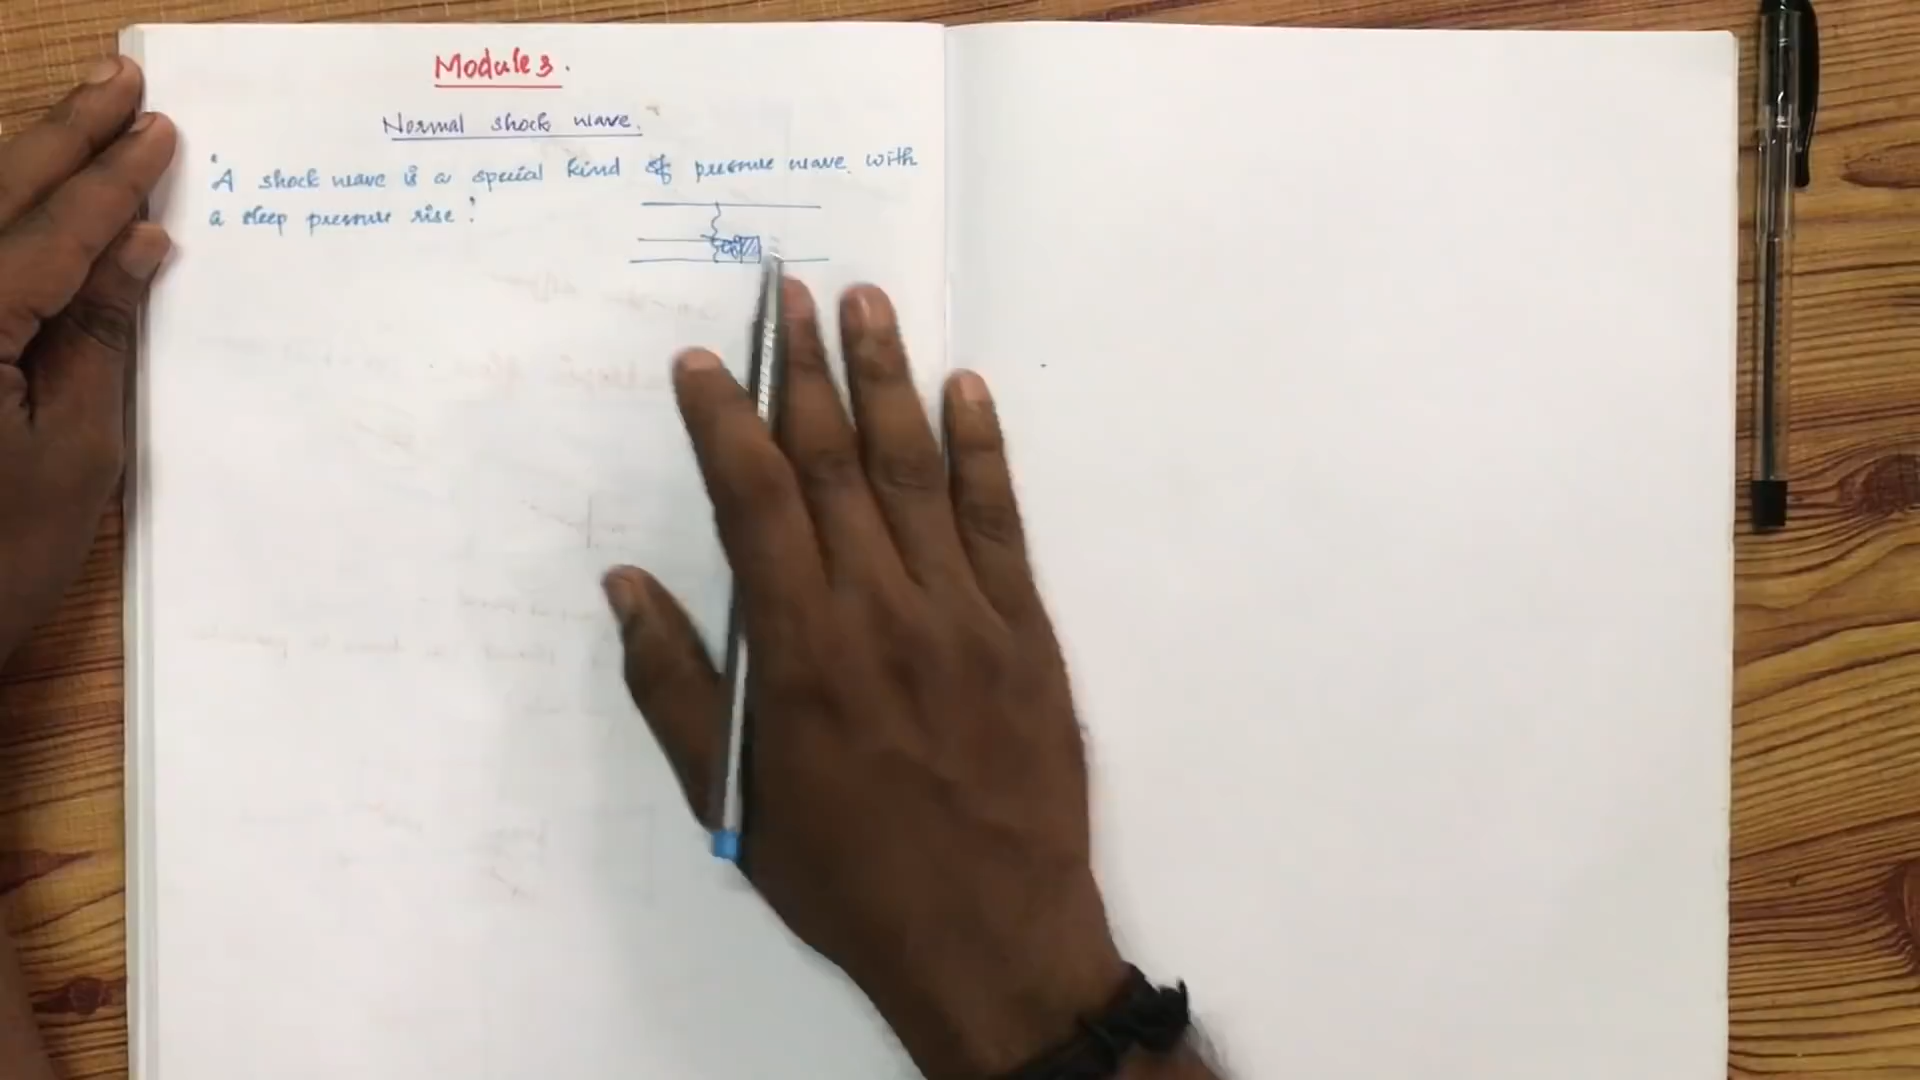 Module 3.
Normal shock wave.
"A shock wave is a special kind of pressure wave with
a steep pressure rise."